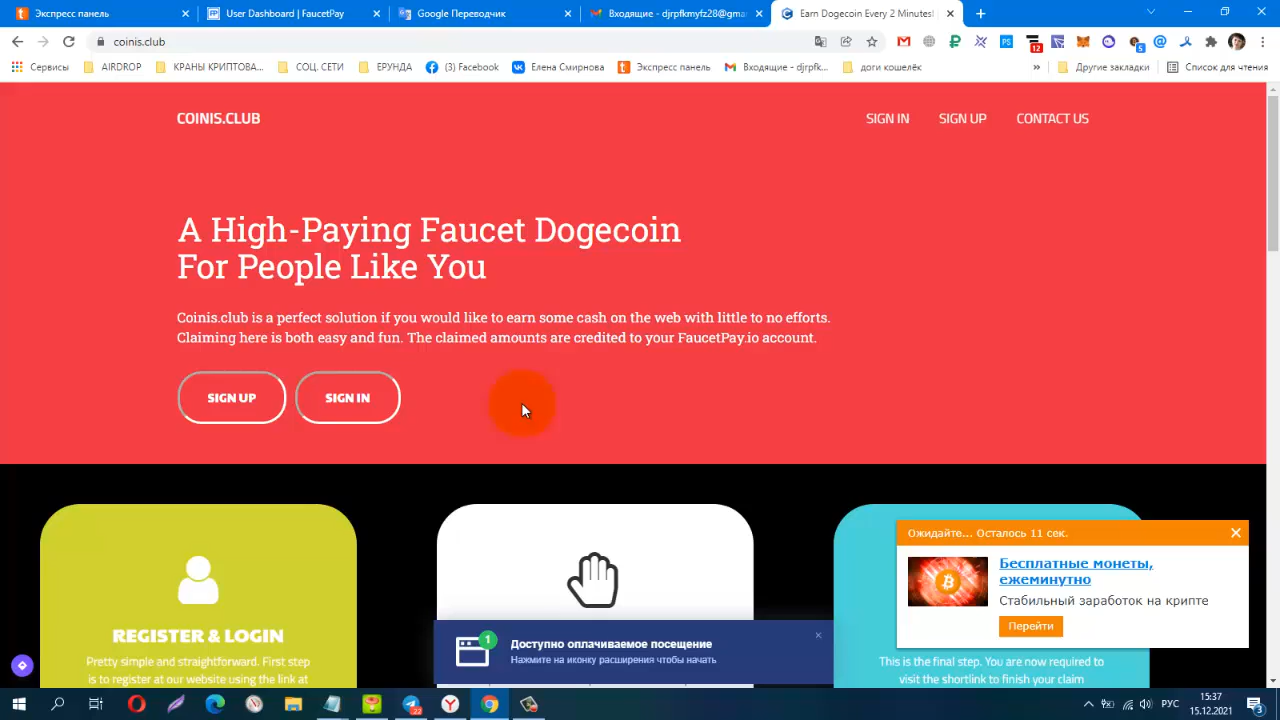 Экспресс панель
User Dashboard | FaucetPay
Google Переводчик
Входящие - djrpfkmyfz28@gma
Earn Dogecoin Every 2 Minutes!
coinis.club
12
5
Сервисы
AIRDROP
КРАНЫ КРИПТОВА...
СОЦ. СЕТИ
ЕРУНДА
(3) Facebook
Елена Смирнова
Экспресс панель
Входящие - djrpfk...
доги кошелёк
»
Другие закладки
Список для чтения
COINIS.CLUB
SIGN IN
SIGN UP
CONTACT US
A High-Paying Faucet Dogecoin
For People Like You
Coinis.club is a perfect solution if you would like to earn some cash on the web with little to no efforts.
Claiming here is both easy and fun. The claimed amounts are credited to your FaucetPay.io account.
SIGN UP
SIGN IN
Ожидайте... Осталось 11 сек.
Бесплатные монеты,
ежеминутно
Стабильный заработок на крипте
Перейти
REGISTER & LOGIN
Pretty simple and straightforward. First step
is to register at our website using the link at
1
Доступно оплачиваемое посещение
Нажмите на иконку расширения чтобы начать
This is the final step. You are now required to
visit the shortlink to finish your claim
РУС
15:37
15.12.2021